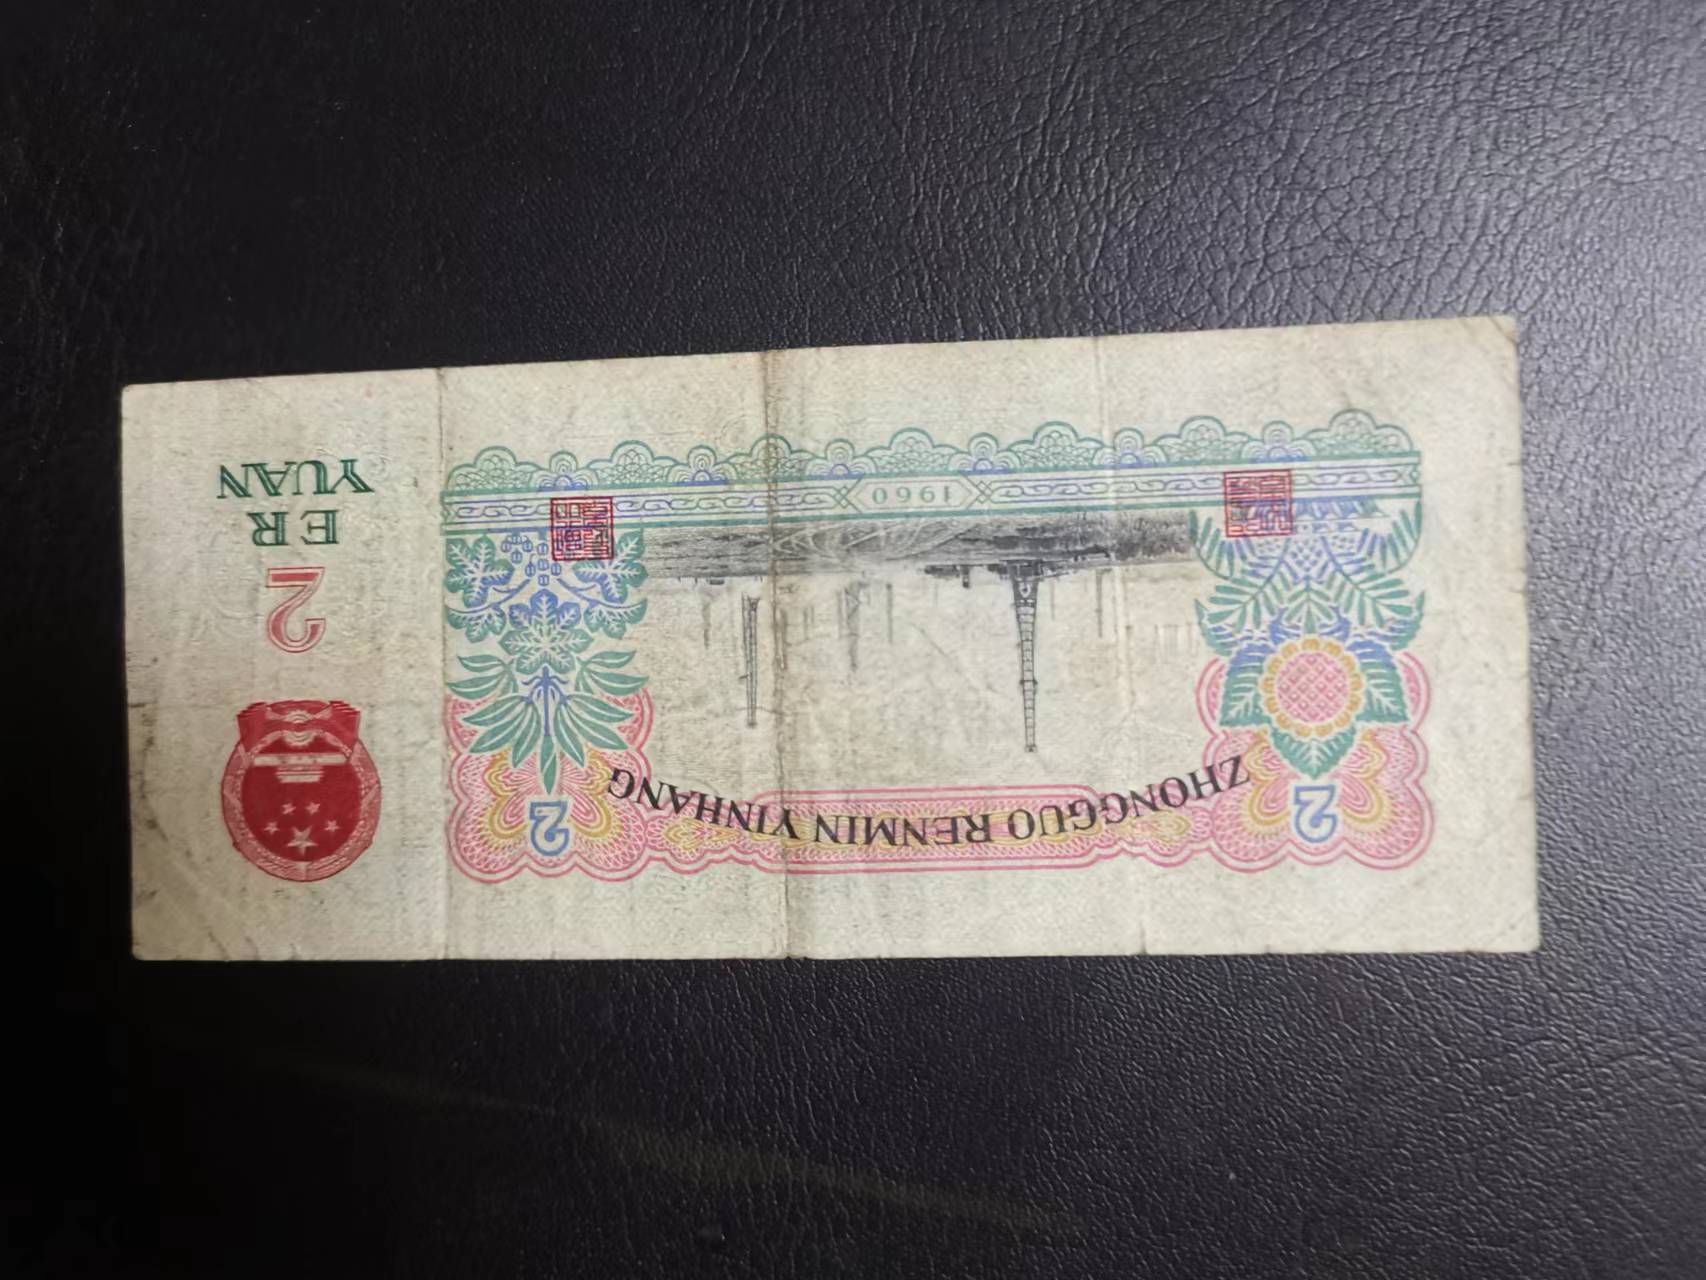 ZHONGGUO RENMIN YINHANG
2
2
2
ER
YUAN
1960